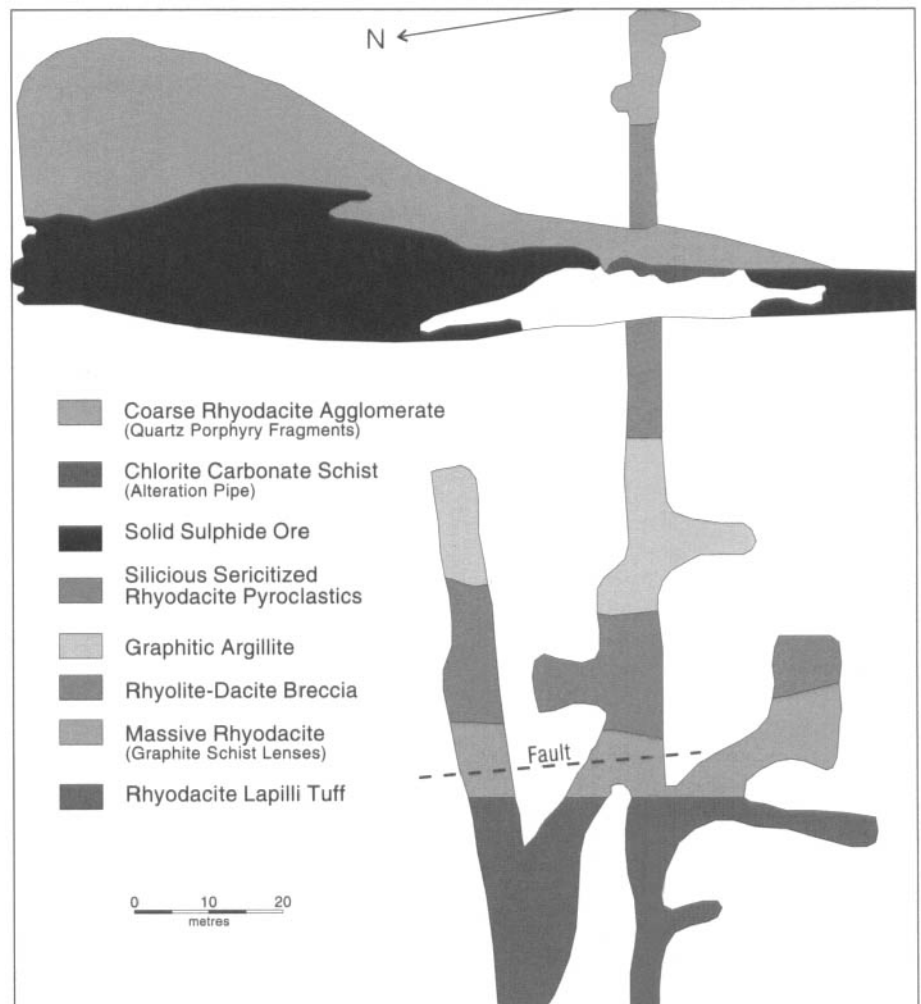 N
Coarse Rhyodacite Agglomerate
(Quartz Porphyry Fragments)
Chlorite Carbonate Schist
(Alteration Pipe)
Solid Sulphide Ore
Silicious Sericitized
Rhyodacite Pyroclastics
Graphitic Argillite
Rhyolite-Dacite Breccia
Massive Rhyodacite
(Graphite Schist Lenses)
Rhyodacite Lapilli Tuff
Fault
0 10 20
metres